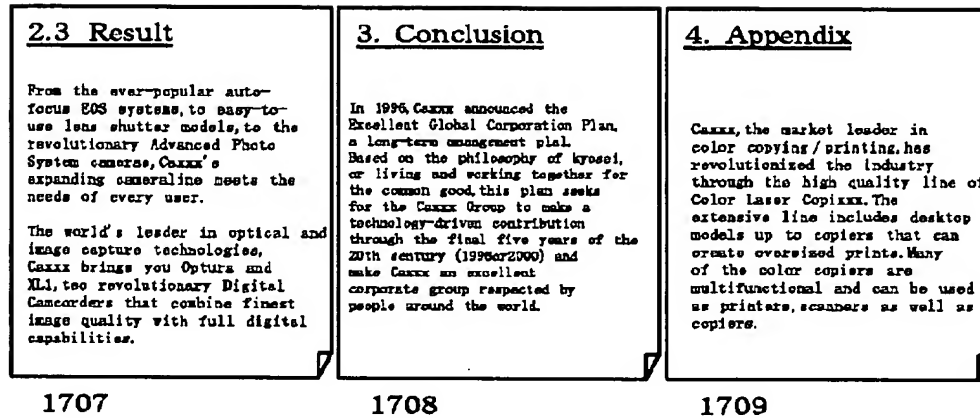 2.3 Result
From the ever-popular auto-
focus EOS systems, to easy-to-
use lens shutter models, to the
revolutionary Advanced Photo
System cameras, Caxxx's
expanding cameraline meets the
needs of every user.
The world's leader in optical and
image capture technologies,
Caxxx brings you Optura and
XL1, teo revolutionary Digital
Camcorders that combine finest
image quality with full digital
capabilities.
1707
3. Conclusion
In 1996, Caxxx announced the
Excellent Global Corporation Plan,
a long-term management plal.
Based on the philosophy of kyosei,
or living and working together for
the common good, this plan seeks
for the Caxxx Group to make a
technology-driven contribution
through the final five years of the
20th century (1996or2000) and
make Caxxx an excellent
corporate group respected by
people around the world.
1708
4. Appendix
Caxxx, the market leader in
color copying/printing, has
revolutionized the industry
through the high quality line of
Color Laser Copixxx. The
extensive line includes desktop
models up to copiers that can
create oversized prints. Many
of the color copiers are
multifunctional and can be used
as printers, scanners as well as
copiers.
1709